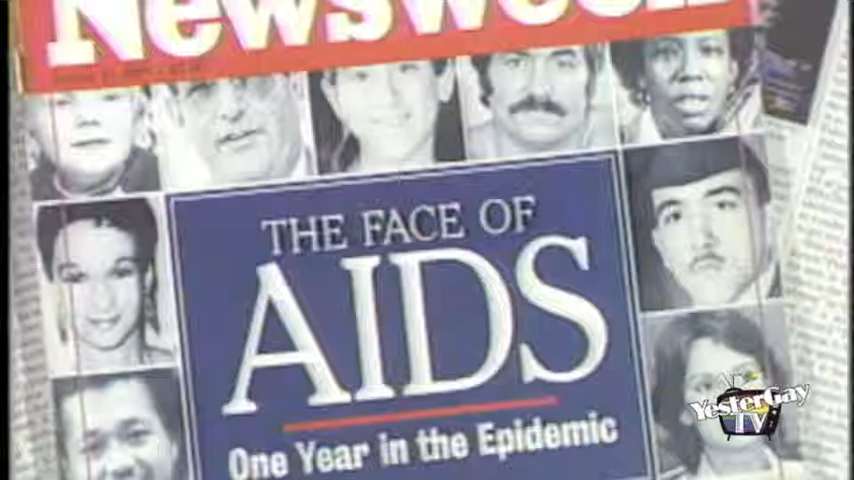 Newsweek
THE FACE OF
AIDS
One Year in the Epidemic
YesterGay
TV